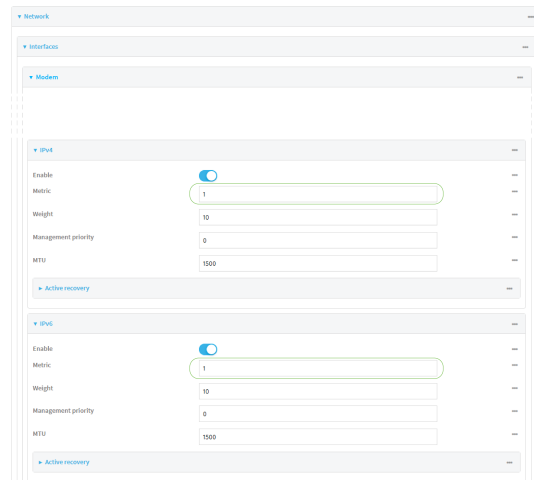 Network
Interfaces
Modem
IPv4
Enable
Metric 1
Weight 10
Management priority 0
MTU 1500
Active recovery
IPv6
Enable
Metric 1
Weight 10
Management priority 0
MTU 1500
Active recovery